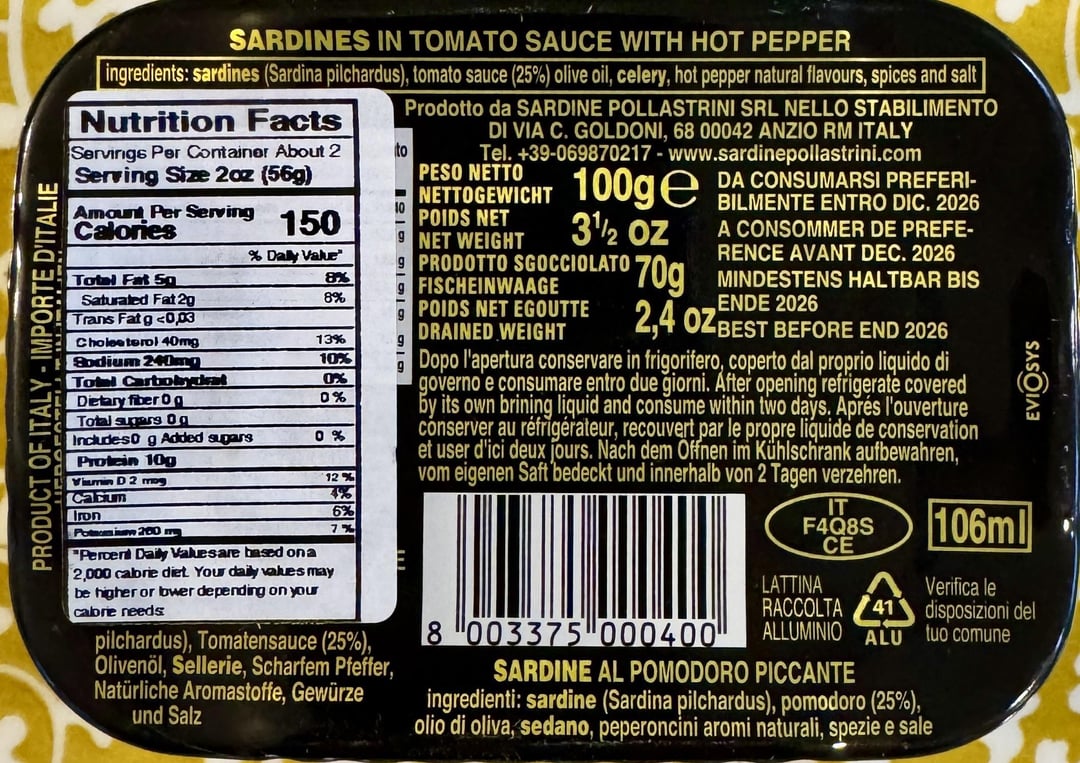 SARDINES IN TOMATO SAUCE WITH HOT PEPPER
ingredients: sardines (Sardina pilchardus), tomato sauce (25%) olive oil, celery, hot pepper natural flavours, spices and salt
Nutrition Facts
Servings Per Container About 2
Serving Size 2oz (56g)
Amount Per Serving
Calories 150
% Daily Value*
Total Fat 5g 8%
Saturated Fat 2g 8%
Trans Fat g <0,03
Cholesterol 40mg 13%
Sodium 240mg 10%
Total Carbohydrat 0%
Dietary fiber 0 g 0 %
Total sugars 0 g
Includes 0 g Added sugars 0 %
Protein 10g
Vitamin D 2 mcg 12 %
Calcium 4%
Iron 6%
Potassium 260 mg 7 %
*Percent Daily Values are based on a
2,000 calorie diet. Your daily values may
be higher or lower depending on your
calorie needs:
pilchardus), Tomatensauce (25%),
Olivenöl, Sellerie, Scharfem Pfeffer,
Natürliche Aromastoffe, Gewürze
und Salz
PRODUCT OF ITALY - IMPORTE D'ITALIE
Prodotto da SARDINE POLLASTRINI SRL NELLO STABILIMENTO
DI VIA C. GOLDONI, 68 00042 ANZIO RM ITALY
Tel. +39-069870217 - www.sardinepollastrini.com
PESO NETTO
NETTOGEWICHT 100g e
POIDS NET
NET WEIGHT 3½ oz
PRODOTTO SGOCCIOLATO 70g
FISCHEINWAAGE
POIDS NET EGOUTTE
DRAINED WEIGHT 2,4 oz
DA CONSUMARSI PREFERI-
BILMENTE ENTRO DIC. 2026
A CONSOMMER DE PREFE-
RENCE AVANT DEC. 2026
MINDESTENS HALTBAR BIS
ENDE 2026
BEST BEFORE END 2026
Dopo l'apertura conservare in frigorifero, coperto dal proprio liquido di
governo e consumare entro due giorni. After opening refrigerate covered
by its own brining liquid and consume within two days. Aprés l'ouverture
conserver au réfrigérateur, recouvert par le propre liquide de conservation
et user d'ici deux jours. Nach dem Öffnen im Kühlschrank aufbewahren,
vom eigenen Saft bedeckt und innerhalb von 2 Tagen verzehren.
EVIOSYS
8 003375 000400
IT
F4Q8S
CE
106ml
LATTINA
RACCOLTA
ALLUMINIO
41
ALU
Verifica le
disposizioni del
tuo comune
SARDINE AL POMODORO PICCANTE
ingredienti: sardine (Sardina pilchardus), pomodoro (25%),
olio di oliva, sedano, peperoncini aromi naturali, spezie e sale